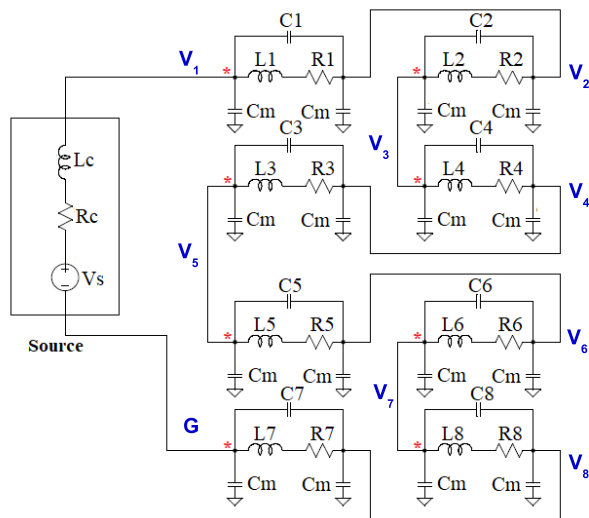 C1 C2
V1 * L1 R1 * L2 R2 V2
Cm Cm Cm Cm
C3 V3 C4
Lc * L3 R3 * L4 R4
V4
Rc Cm Cm Cm Cm
V5
+
Vs
−
C5 C6
Source * L5 R5 * L6 R6 V6
Cm Cm V7 Cm Cm
C7 C8
G * L7 R7 * L8 R8
V8
Cm Cm Cm Cm